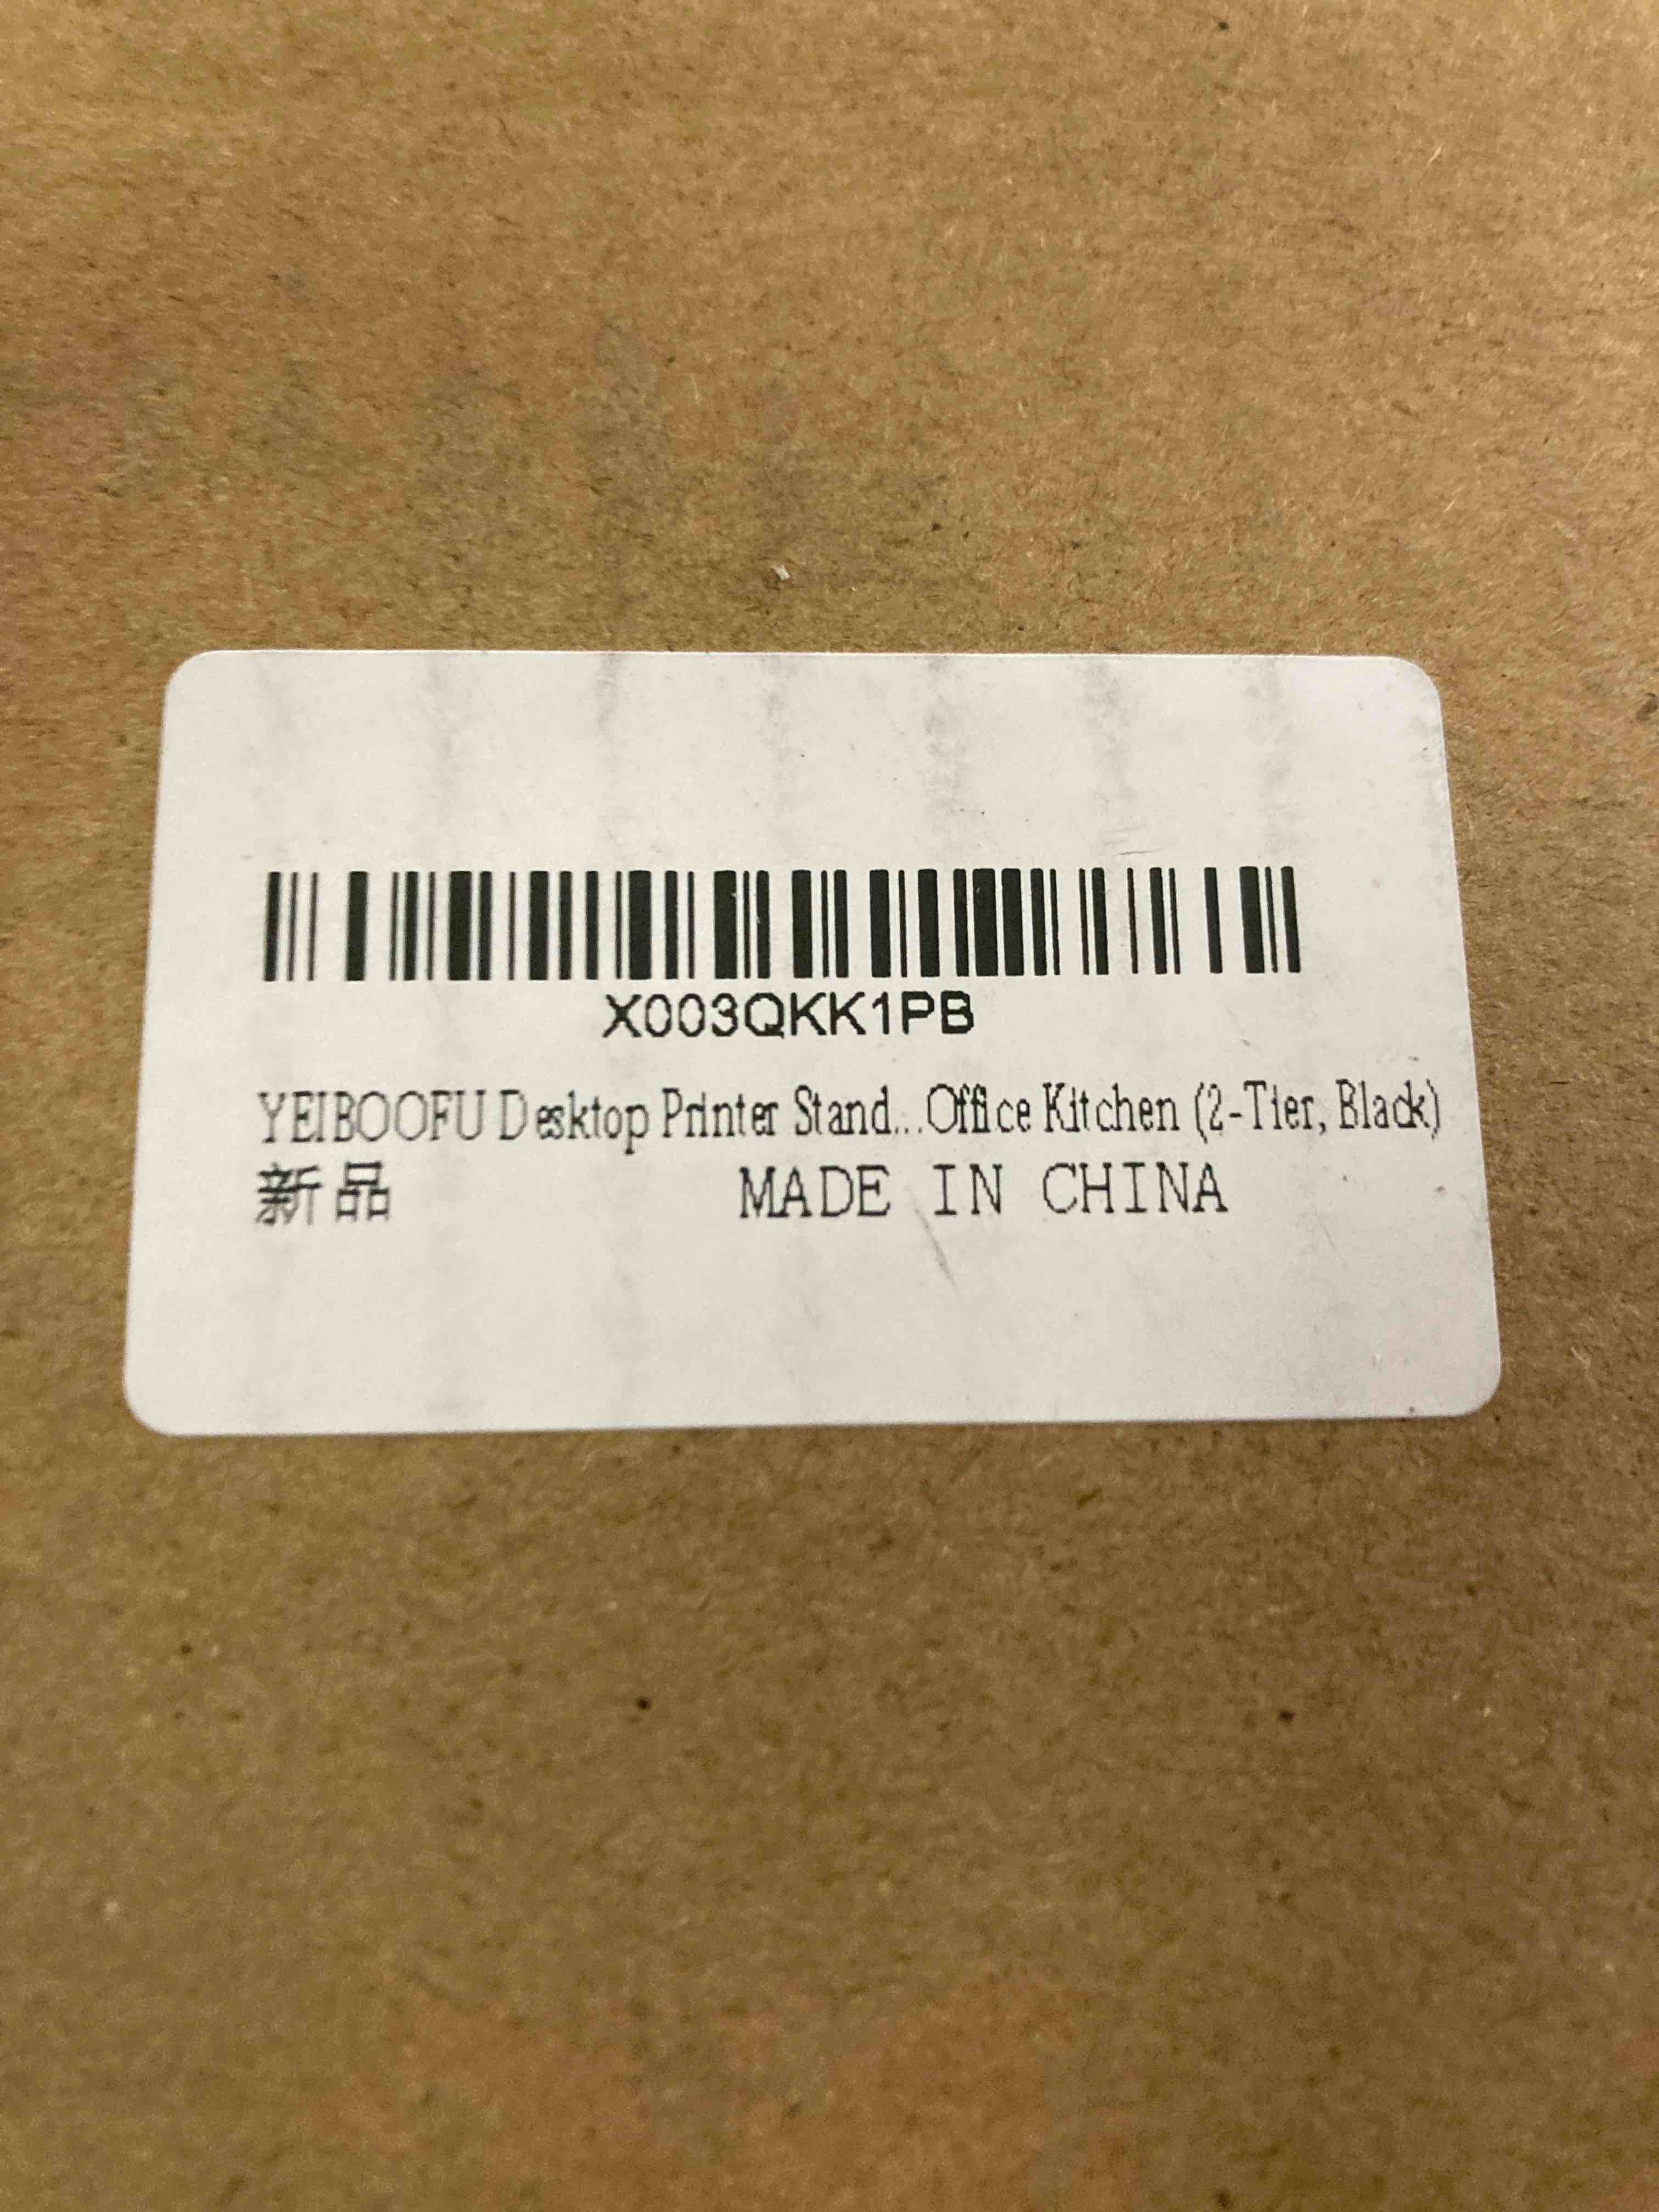 X003QKK1PB
YEIBOOFU Desktop Printer Stand...Office Kitchen (2-Tier, Black)
新品 MADE IN CHINA